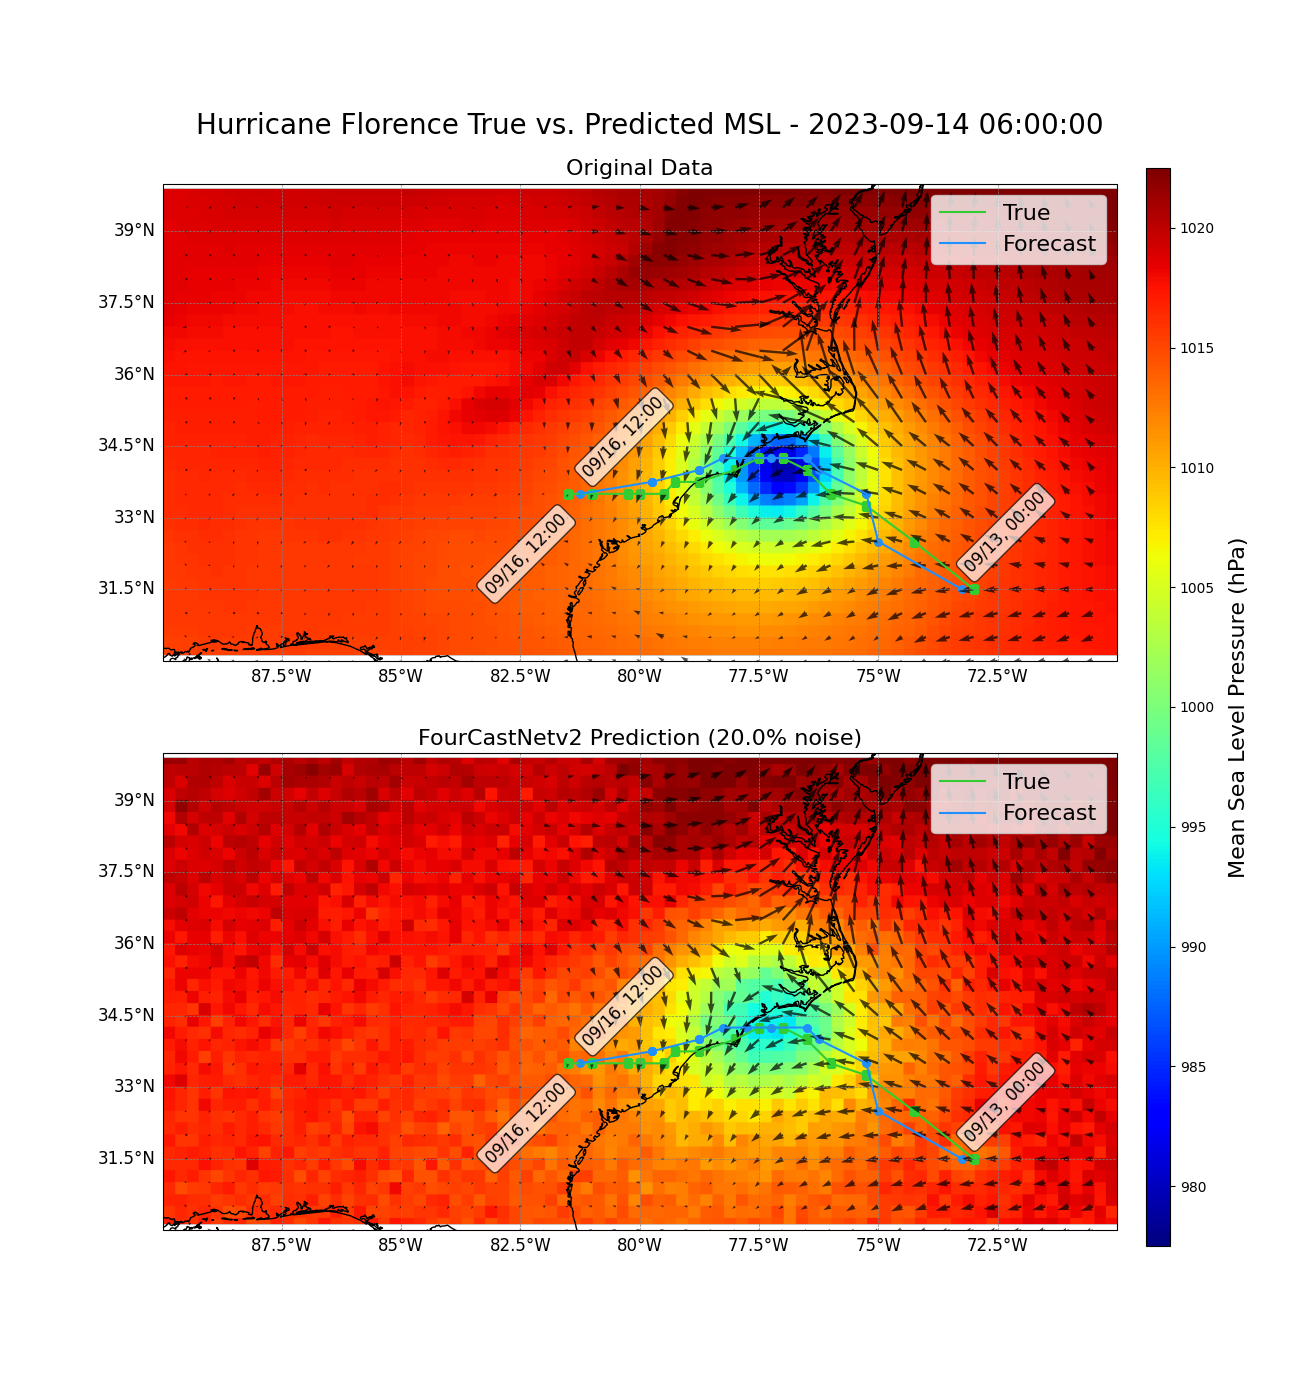 Hurricane Florence True vs. Predicted MSL - 2023-09-14 06:00:00
Original Data
True
Forecast
39°N
37.5°N
36°N
34.5°N
33°N
31.5°N
09/16, 12:00
09/16, 12:00
09/13, 00:00
87.5°W 85°W 82.5°W 80°W 77.5°W 75°W 72.5°W
FourCastNetv2 Prediction (20.0% noise)
True
Forecast
39°N
37.5°N
36°N
34.5°N
33°N
31.5°N
09/16, 12:00
09/16, 12:00
09/13, 00:00
87.5°W 85°W 82.5°W 80°W 77.5°W 75°W 72.5°W
1020
1015
1010
1005
1000
995
990
985
980
Mean Sea Level Pressure (hPa)